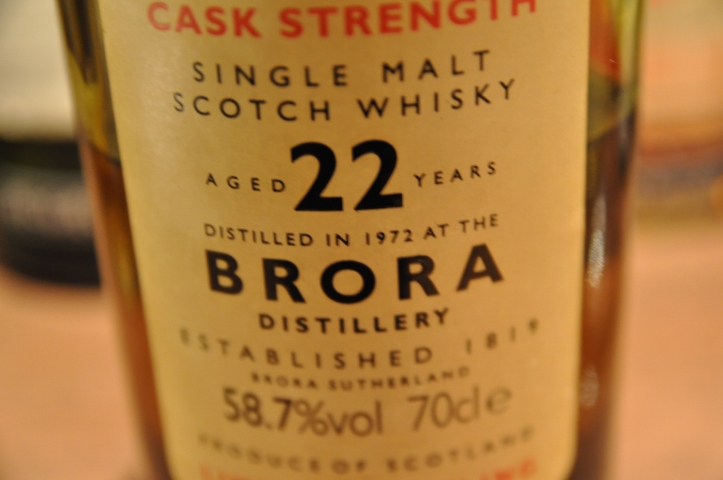 CASK STRENGTH
SINGLE MALT
SCOTCH WHISKY
AGED 22 YEARS
DISTILLED IN 1972 AT THE
BRORA
DISTILLERY
ESTABLISHED 1819
BRORA SUTHERLAND
58.7%vol 70cl e
PRODUCE OF SCOTLAND